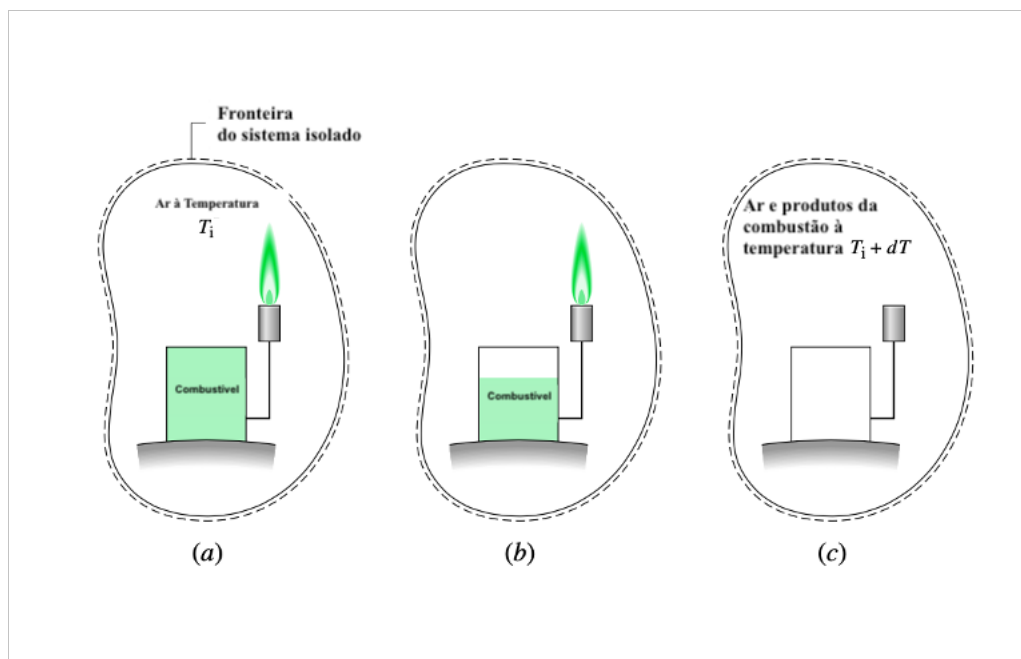 Fronteira
do sistema isolado
Ar à Temperatura
Tᵢ
Combustível
(a)
Combustível
(b)
Ar e produtos da
combustão à
temperatura Tᵢ + dT
(c)